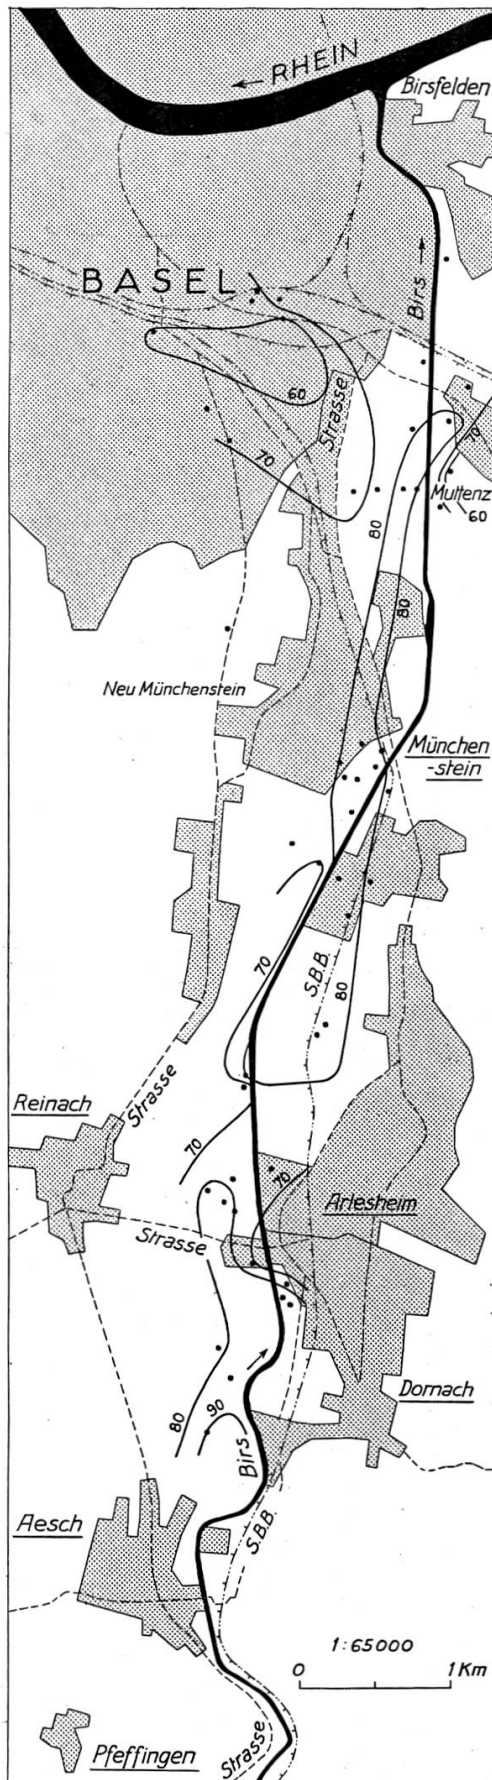 RHEIN
Birsfelden
Birs
BASEL
60
Strasse
70
70
Muttenz
60
80
80
Neu Münchenstein
München
-stein
70
S.B.B.
80
Strasse
Reinach
70
70
Arlesheim
Strasse
Dornach
80
90
Birs
Aesch
S.B.B.
1:65000
0
1 Km
Strasse
Pfeffingen